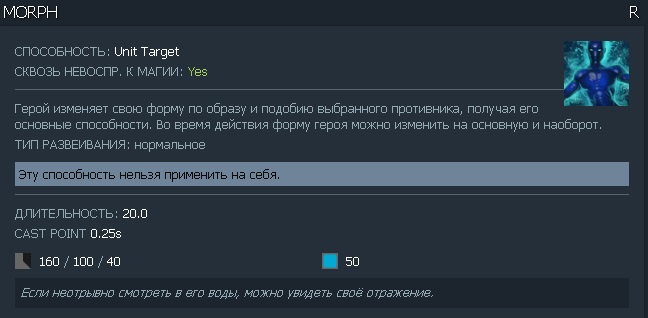 MORPH R
СПОСОБНОСТЬ: Unit Target
СКВОЗЬ НЕВОСПР. К МАГИИ: Yes
Герой изменяет свою форму по образу и подобию выбранного противника, получая его
основные способности. Во время действия форму героя можно изменить на основную и наоборот.
ТИП РАЗВЕИВАНИЯ: нормальное
Эту способность нельзя применить на себя.
ДЛИТЕЛЬНОСТЬ: 20.0
CAST POINT 0.25s
160 / 100 / 40 50
Если неотрывно смотреть в его воды, можно увидеть своё отражение.